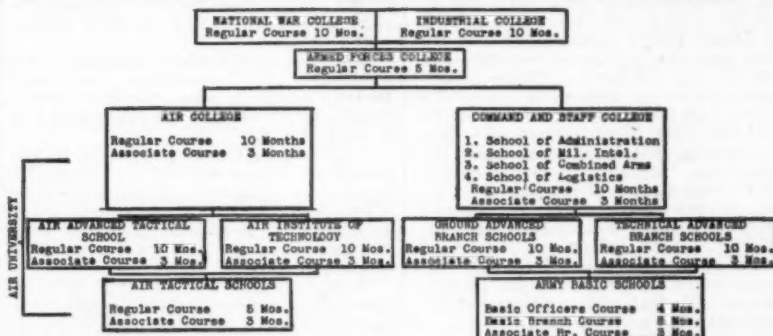 NATIONAL WAR COLLEGE
Regular Course 10 Mos.
INDUSTRIAL COLLEGE
Regular Course 10 Mos.
ARMED FORCES COLLEGE
Regular Course 5 Mos.
AIR COLLEGE
Regular Course 10 Months
Associate Course 3 Months
COMMAND AND STAFF COLLEGE
1. School of Administration
2. School of Mil. Intel.
3. School of Combined Arms
4. School of Logistics
Regular Course 10 Months
Associate Course 3 Months
AIR UNIVERSITY
AIR ADVANCED TACTICAL
SCHOOL
Regular Course 10 Mos.
Associate Course 3 Mos.
AIR INSTITUTE OF
TECHNOLOGY
Regular Course 10 Mos.
Associate Course 3 Mos.
GROUND ADVANCED
BRANCH SCHOOLS
Regular Course 10 Mos.
Associate Course 3 Mos.
TECHNICAL ADVANCED
BRANCH SCHOOLS
Regular Course 10 Mos.
Associate Course 3 Mos.
AIR TACTICAL SCHOOLS
Regular Course 5 Mos.
Associate Course 3 Mos.
ARMY BASIC SCHOOLS
Basic Officers Course 4 Mos.
Basic Branch Course Mos.
Associate Br. Course 3 Mos.